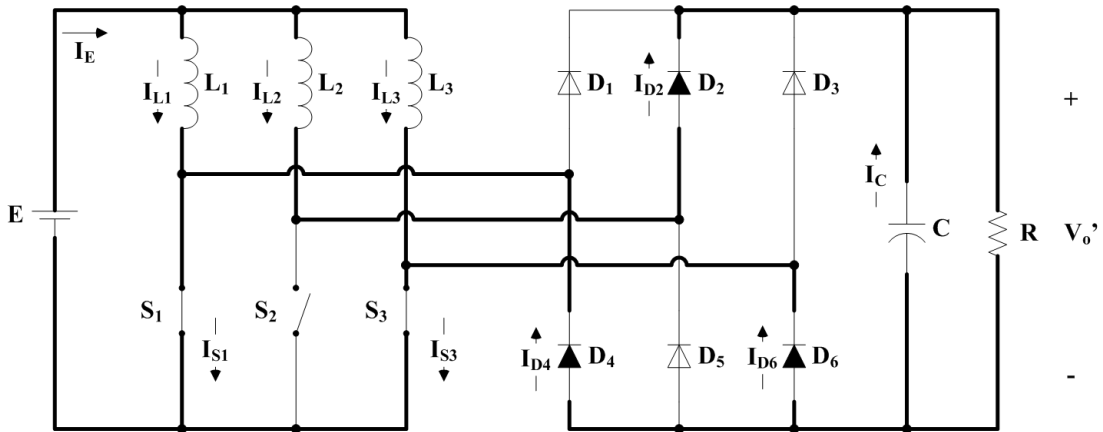 I_E
I_L1 L_1 I_L2 L_2 I_L3 L_3 D_1 I_D2 D_2 D_3 +
E I_C C R V_o'
S_1 S_2 S_3
I_S1 I_S3 I_D4 D_4 D_5 I_D6 D_6 -